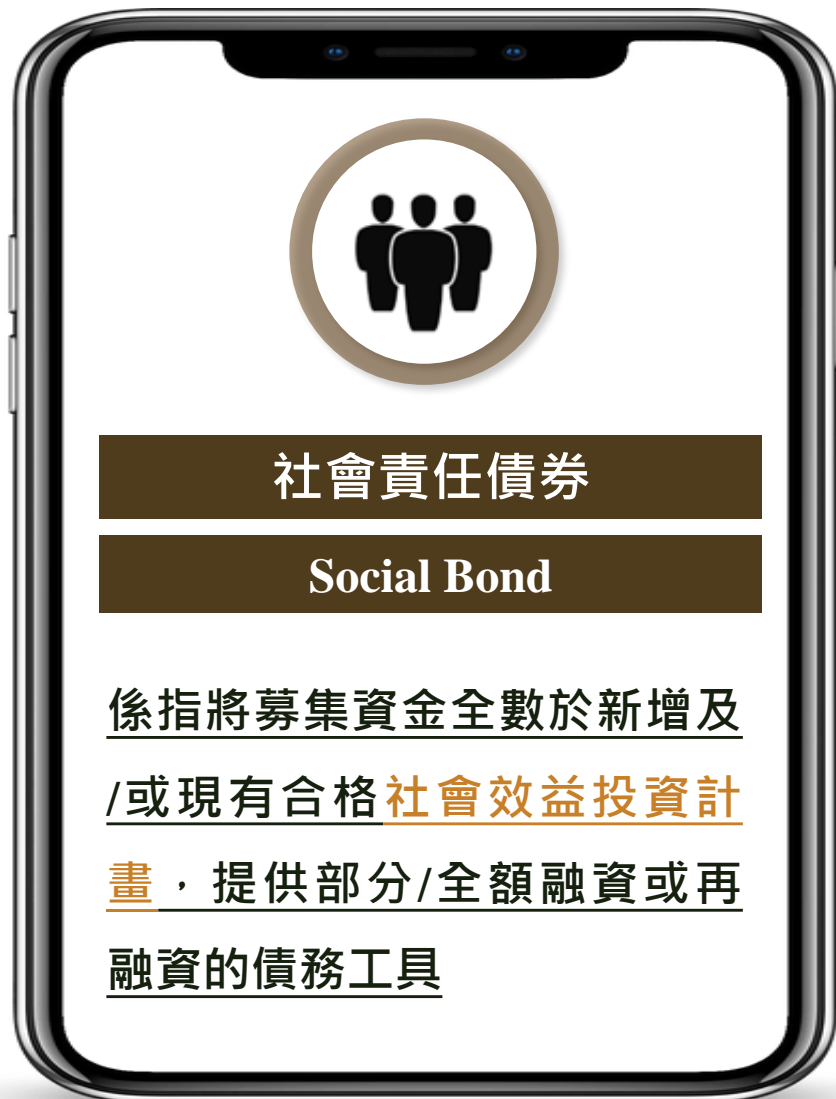 社會責任債券
Social Bond
係指將募集資金全數於新增及
/或現有合格社會效益投資計
畫，提供部分/全額融資或再
融資的債務工具